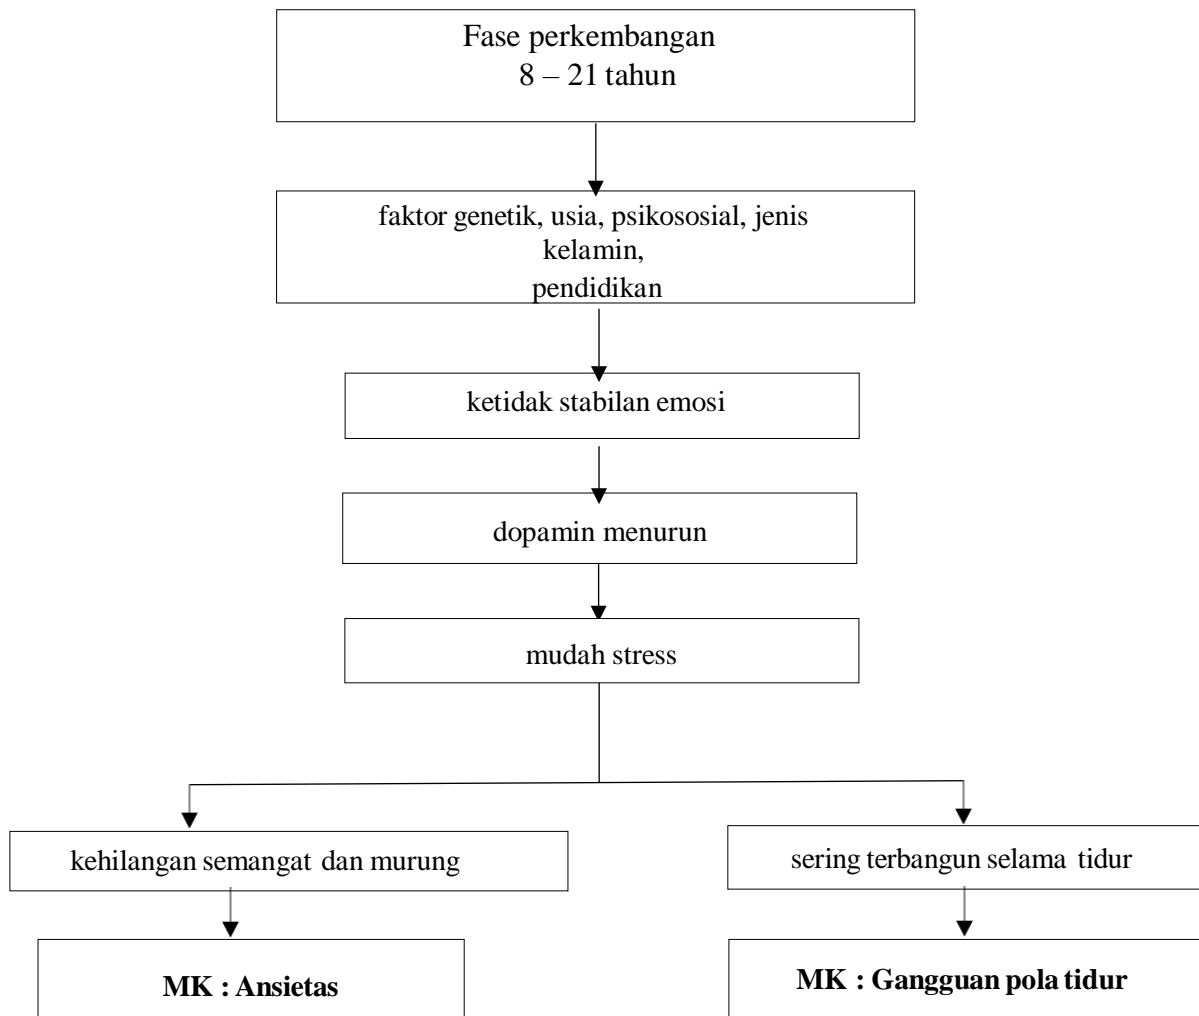 Fase perkembangan
8 – 21 tahun
faktor genetik, usia, psikososial, jenis
kelamin,
pendidikan
ketidak stabilan emosi
dopamin menurun
mudah stress
kehilangan semangat dan murung
sering terbangun selama tidur
MK : Ansietas
MK : Gangguan pola tidur